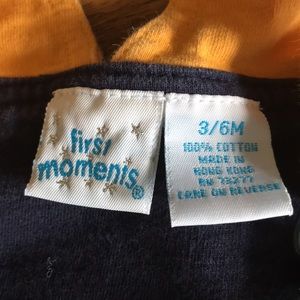 first
moments®
3/6M
100% COTTON
MADE IN
HONG KONG
RN 75277
CARE ON REVERSE